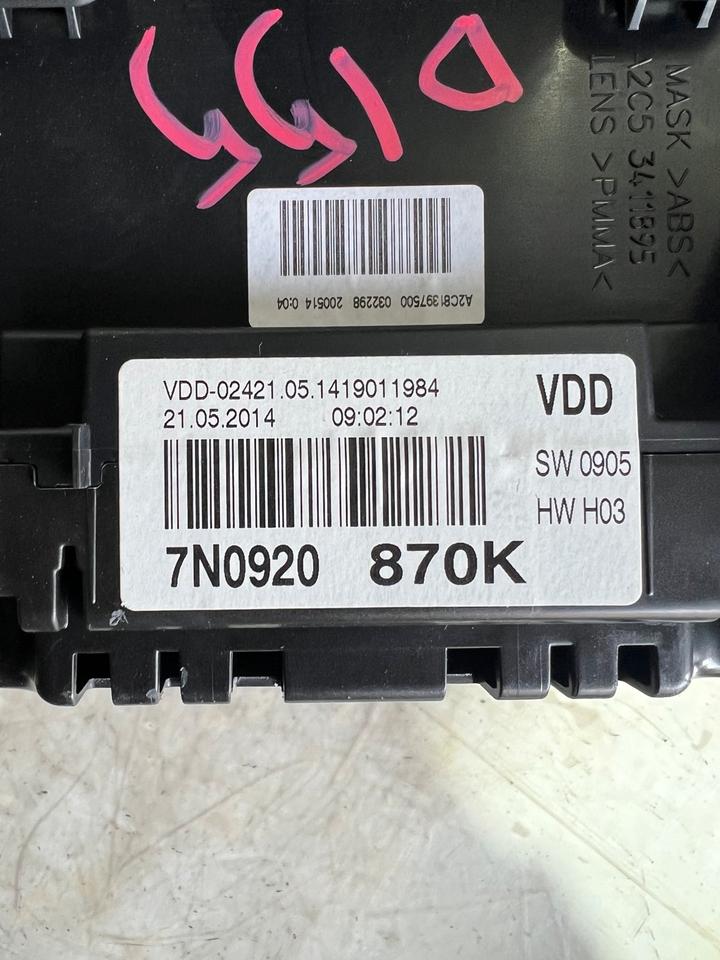 MASK >ABS<
A2C5 3411895
LENS >PMMA<
A2C81397500 032298 200514 0:04
VDD-02421.05.1419011984
21.05.2014 09:02:12
VDD
SW 0905
HW H03
7N0920 870K